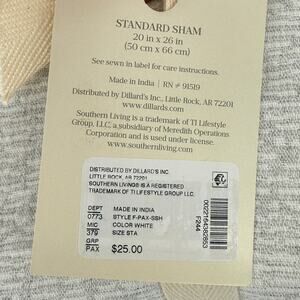 STANDARD SHAM
20 in x 26 in
(50 cm x 66 cm)
See sewn in label for care instructions.
Made in India | RN # 91519
Distributed by Dillard's Inc., Little Rock, AR 72201
www.dillards.com
Southern Living is a trademark of TI Lifestyle
Group, LLC, a subsidiary of Meredith Operations
Corporation and is used under license.
www.southernliving.com
DISTRIBUTED BY DILLARD'S INC.
LITTLE ROCK, AR 72201
SOUTHERN LIVING® IS A REGISTERED
TRADEMARK OF TI LIFESTYLE GROUP LLC.
DEPT MADE IN INDIA
0773 STYLE F-PAX-SSH
MIC COLOR WHITE
379 SIZE STA
GRP
PAX $25.00
F244